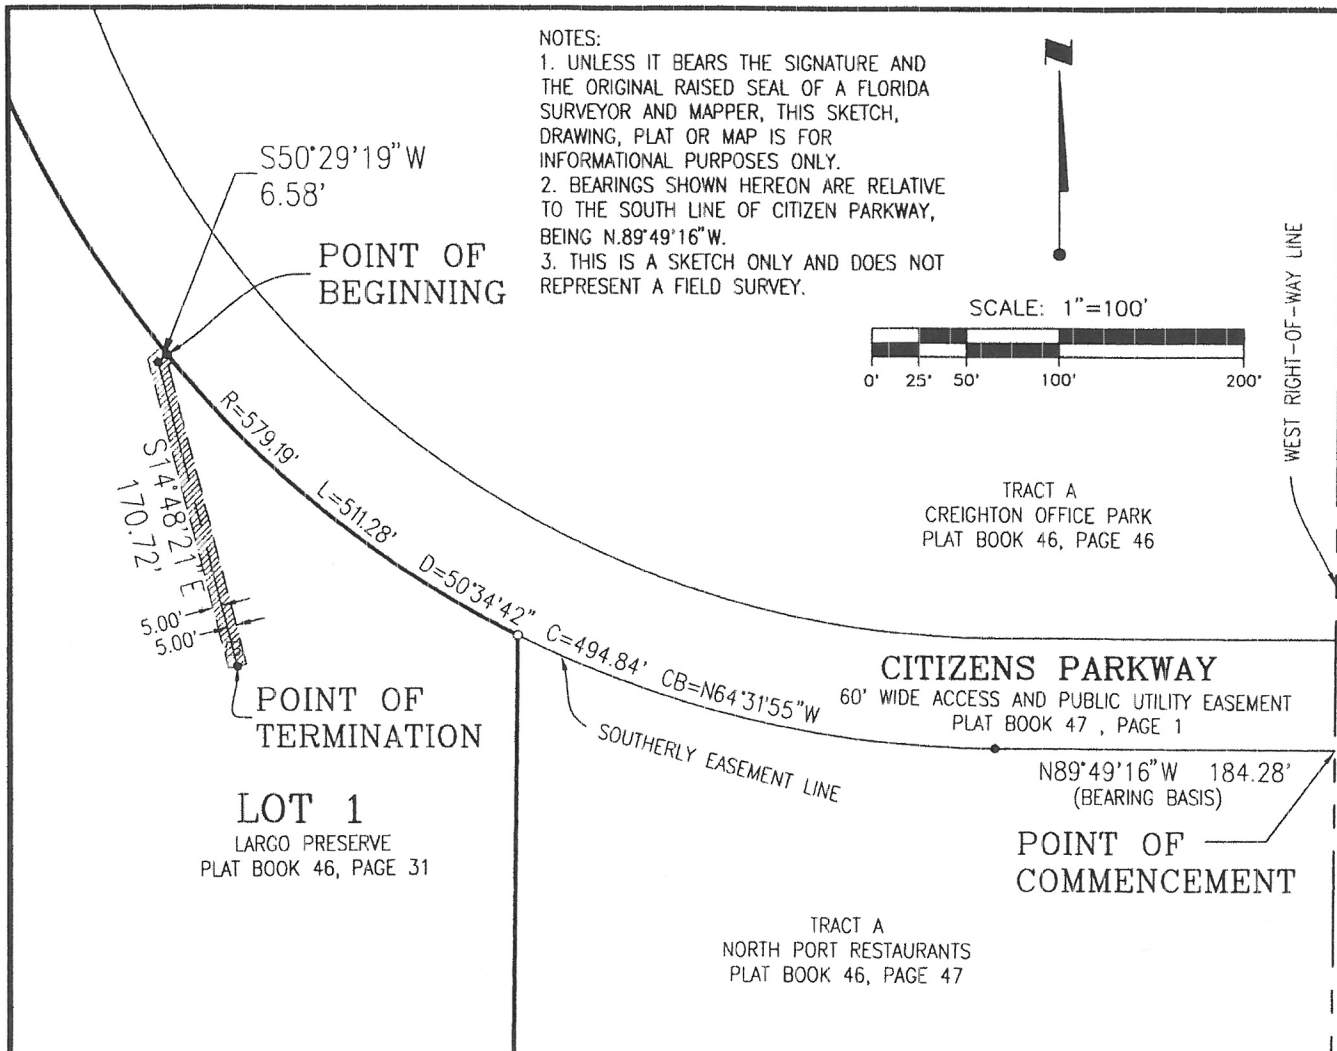 NOTES:
1. UNLESS IT BEARS THE SIGNATURE AND
THE ORIGINAL RAISED SEAL OF A FLORIDA
SURVEYOR AND MAPPER, THIS SKETCH,
DRAWING, PLAT OR MAP IS FOR
INFORMATIONAL PURPOSES ONLY.
2. BEARINGS SHOWN HEREON ARE RELATIVE
TO THE SOUTH LINE OF CITIZEN PARKWAY,
BEING N.89°49'16"W.
3. THIS IS A SKETCH ONLY AND DOES NOT
REPRESENT A FIELD SURVEY.
N
S50°29'19"W
6.58'
POINT OF
BEGINNING
SCALE: 1"=100'
0' 25' 50' 100' 200'
WEST RIGHT-OF-WAY LINE
TRACT A
CREIGHTON OFFICE PARK
PLAT BOOK 46, PAGE 46
R=579.19' L=511.28' D=50°34'42" C=494.84' CB=N64°31'55"W
S14°48'21"E
170.72'
5.00'
5.00'
POINT OF
TERMINATION
SOUTHERLY EASEMENT LINE
CITIZENS PARKWAY
60' WIDE ACCESS AND PUBLIC UTILITY EASEMENT
PLAT BOOK 47 , PAGE 1
N89°49'16"W 184.28'
(BEARING BASIS)
POINT OF
COMMENCEMENT
LOT 1
LARGO PRESERVE
PLAT BOOK 46, PAGE 31
TRACT A
NORTH PORT RESTAURANTS
PLAT BOOK 46, PAGE 47